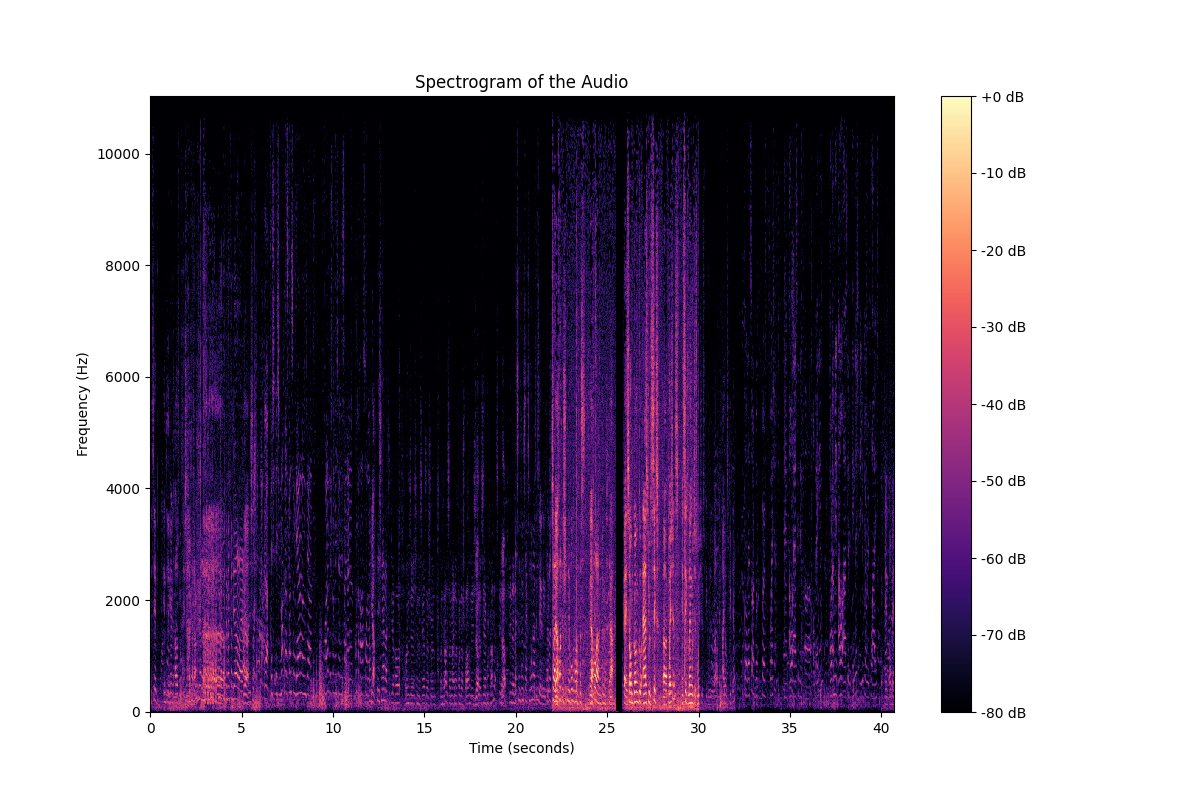 Spectrogram of the Audio
+0 dB
10000
-10 dB
8000
-20 dB
-30 dB
6000
-40 dB
Frequency (Hz)
4000
-50 dB
-60 dB
2000
-70 dB
0
-80 dB
0 5 10 15 20 25 30 35 40
Time (seconds)